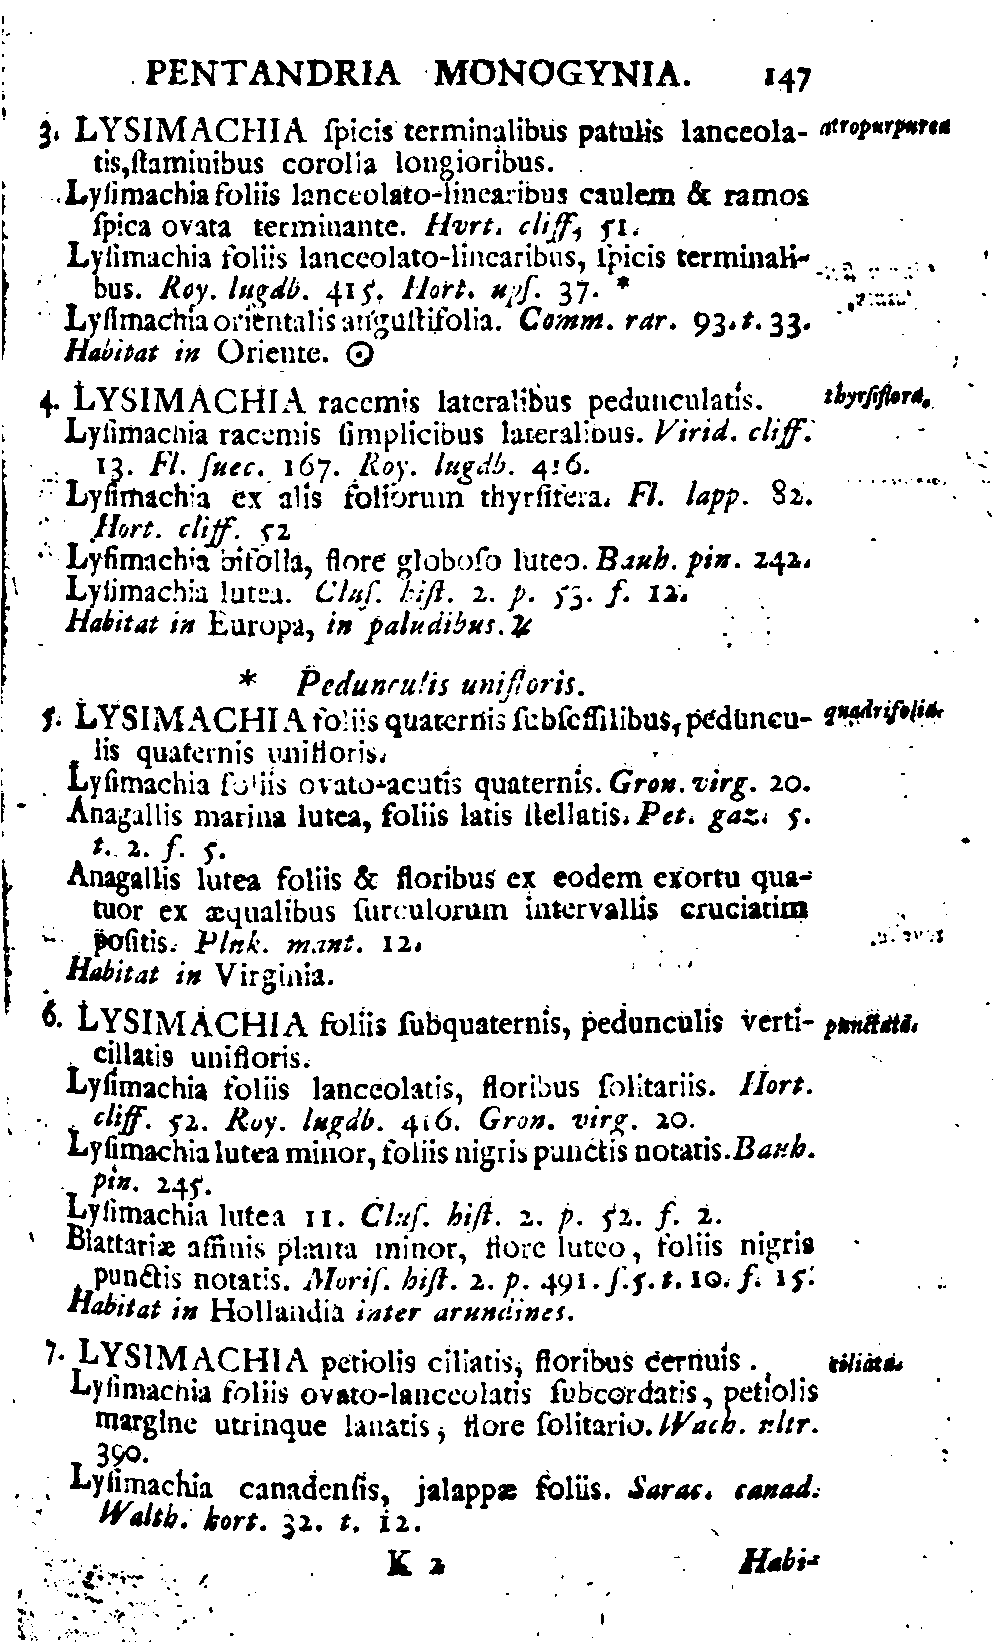 PENTANDRIA MONOGYNIA. 147
3. LYSIMACHIA ſpicis terminalibus patulis lanceola- atropurpurea
tis, ſtaminibus corolla longioribus.
Lyſimachia foliis lanceolato-linearibus caulem & ramos
ſpica ovata terminante. Hort. cliff. 51.
Lyſimachia foliis lanceolato-linearibus, ſpicis terminali-
bus. Roy. lugdb. 415. Hort. upſ. 37. *
Lyſimachia orientalis anguſtifolia. Comm. rar. 93. t. 33.
Habitat in Oriente. ☉
4. LYSIMACHIA racemis lateralibus pedunculatis. thyrſiflora.
Lyſimachia racemis ſimplicibus lateralibus. Virid. cliff.
13. Fl. ſuec. 167. Roy. lugdb. 416.
Lyſimachia ex alis foliorum thyrſifera. Fl. lapp. 82.
Hort. cliff. 52
Lyſimachia bifolia, flore globoſo luteo. Bauh. pin. 242.
Lyſimachia lutea. Cluſ. hiſt. 2. p. 53. f. 12.
Habitat in Europa, in paludibus. ♃
* Pedunculis unifloris.
5. LYSIMACHIA foliis quaternis ſubſeſſilibus, peduncu- quadrifolia.
lis quaternis unifloris.
Lyſimachia foliis ovato-acutis quaternis. Gron. virg. 20.
Anagallis marina lutea, foliis latis ſtellatis. Pet. gaz. 5.
t. 2. f. 5.
Anagallis lutea foliis & floribus ex eodem exortu qua-
tuor ex æqualibus ſurculorum intervallis cruciatim
poſitis. Pluk. mant. 12.
Habitat in Virginia.
6. LYSIMACHIA foliis ſubquaternis, pedunculis verti- punctata.
cillatis unifloris.
Lyſimachia foliis lanceolatis, floribus ſolitariis. Hort.
cliff. 52. Roy. lugdb. 416. Gron. virg. 20.
Lyſimachia lutea minor, foliis nigris punctis notatis. Bauh.
pin. 245.
Lyſimachia lutea 11. Cluſ. hiſt. 2. p. 52. f. 2.
Blattariæ affinis planta minor, flore luteo, foliis nigris
punctis notatis. Moriſ. hiſt. 2. p. 491. ſ. 5. t. 10. f. 15.
Habitat in Hollandia inter arundines.
7. LYSIMACHIA petiolis ciliatis, floribus cernuis. ciliata.
Lyſimachia foliis ovato-lanceolatis ſubcordatis, petiolis
margine utrinque lanatis, flore ſolitario. Wach. ultr.
390.
Lyſimachia canadenſis, jalappæ foliis. Sarac. canad.
Walth. hort. 32. t. 12.
K 2 Habi-